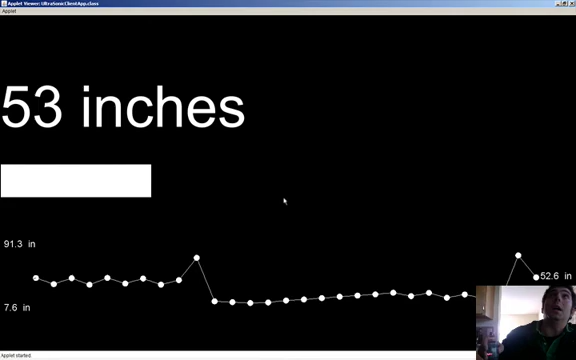 Applet Viewer: UltraSonicClientApp.class
Applet
53 inches
91.3 in
52.6 in
7.6 in
Applet started.